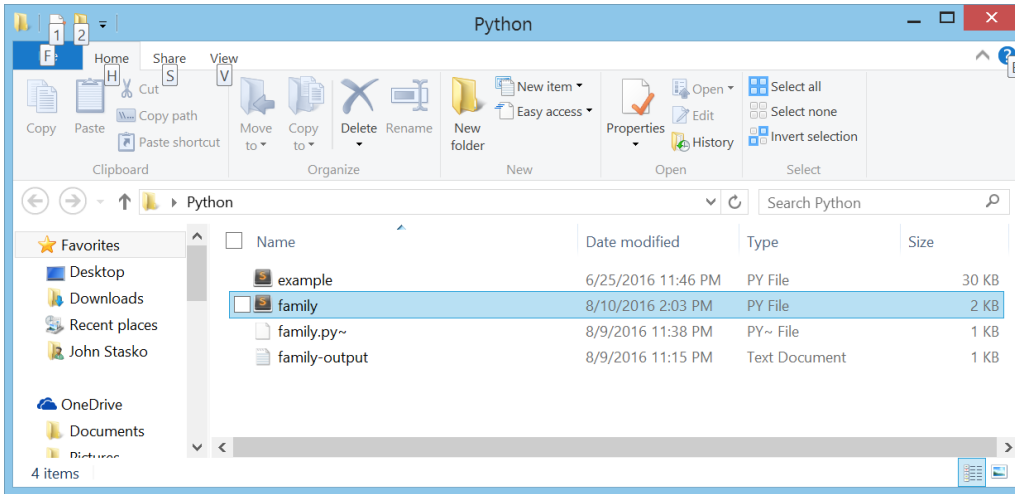 Python
1 2
F Home Share View
H S V E
Copy Paste Cut
Copy path
Paste shortcut
Move to Copy to Delete Rename
New folder
New item
Easy access
Properties Open
Edit
History
Select all
Select none
Invert selection
Clipboard Organize New Open Select
Python Search Python
Favorites
Desktop
Downloads
Recent places
John Stasko
OneDrive
Documents
Pictures
Name Date modified Type Size
example 6/25/2016 11:46 PM PY File 30 KB
family 8/10/2016 2:03 PM PY File 2 KB
family.py~ 8/9/2016 11:38 PM PY~ File 1 KB
family-output 8/9/2016 11:15 PM Text Document 1 KB
4 items